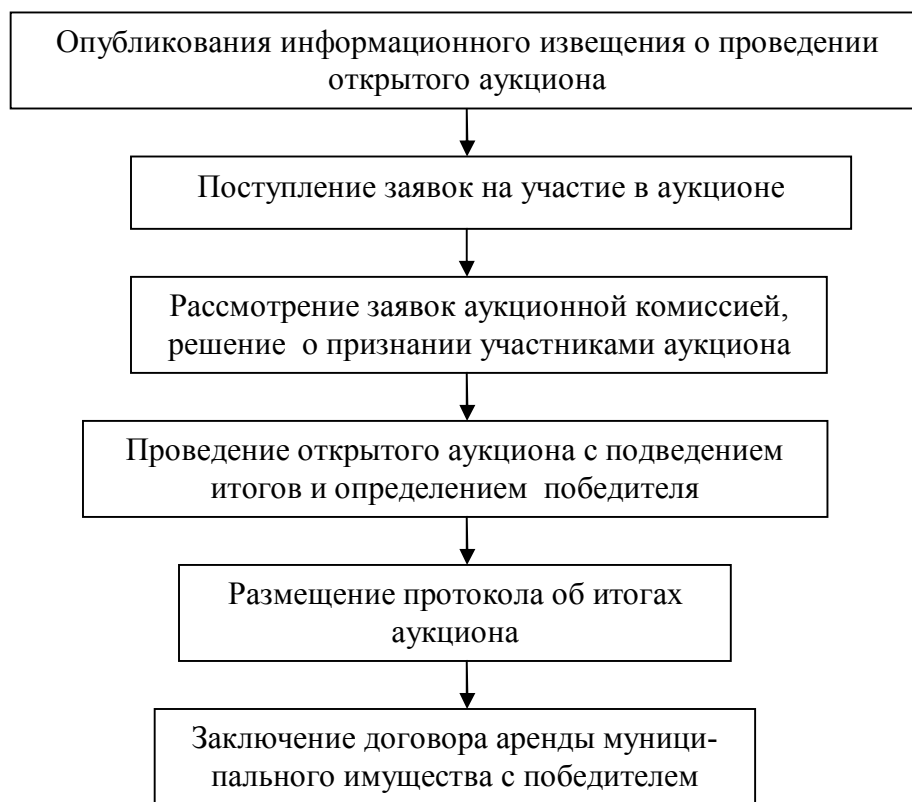 Опубликования информационного извещения о проведении
открытого аукциона
Поступление заявок на участие в аукционе
Рассмотрение заявок аукционной комиссией,
решение о признании участниками аукциона
Проведение открытого аукциона с подведением
итогов и определением победителя
Размещение протокола об итогах
аукциона
Заключение договора аренды муници-
пального имущества с победителем